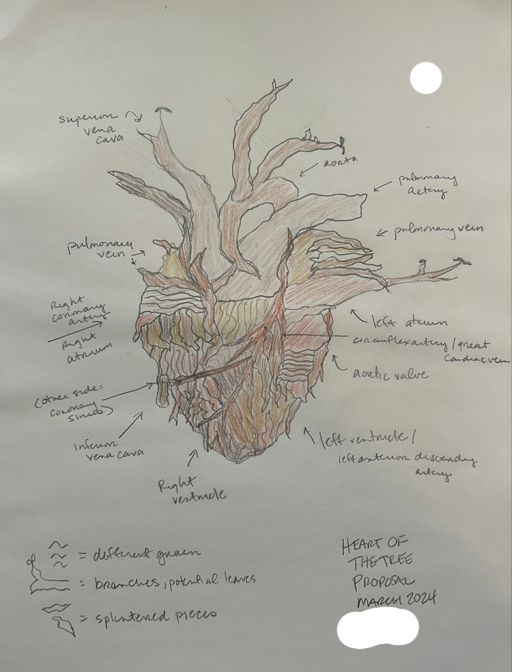 superior
vena
cava
aorta
pulmonary
artery
pulmonary
vein
pulmonary vein
Right
coronary
artery
Right
atrium
left atrium
circumflex artery/great
cardiac vein
aortic valve
(other side=
coronary
sinus)
Inferior
vena cava
left ventricle/
left anterior descending
artery
Right
ventricle
= different grain
= branches, potential leaves
= splintered pieces
HEART OF
THE TREE
PROPOSAL
MARCH 2024